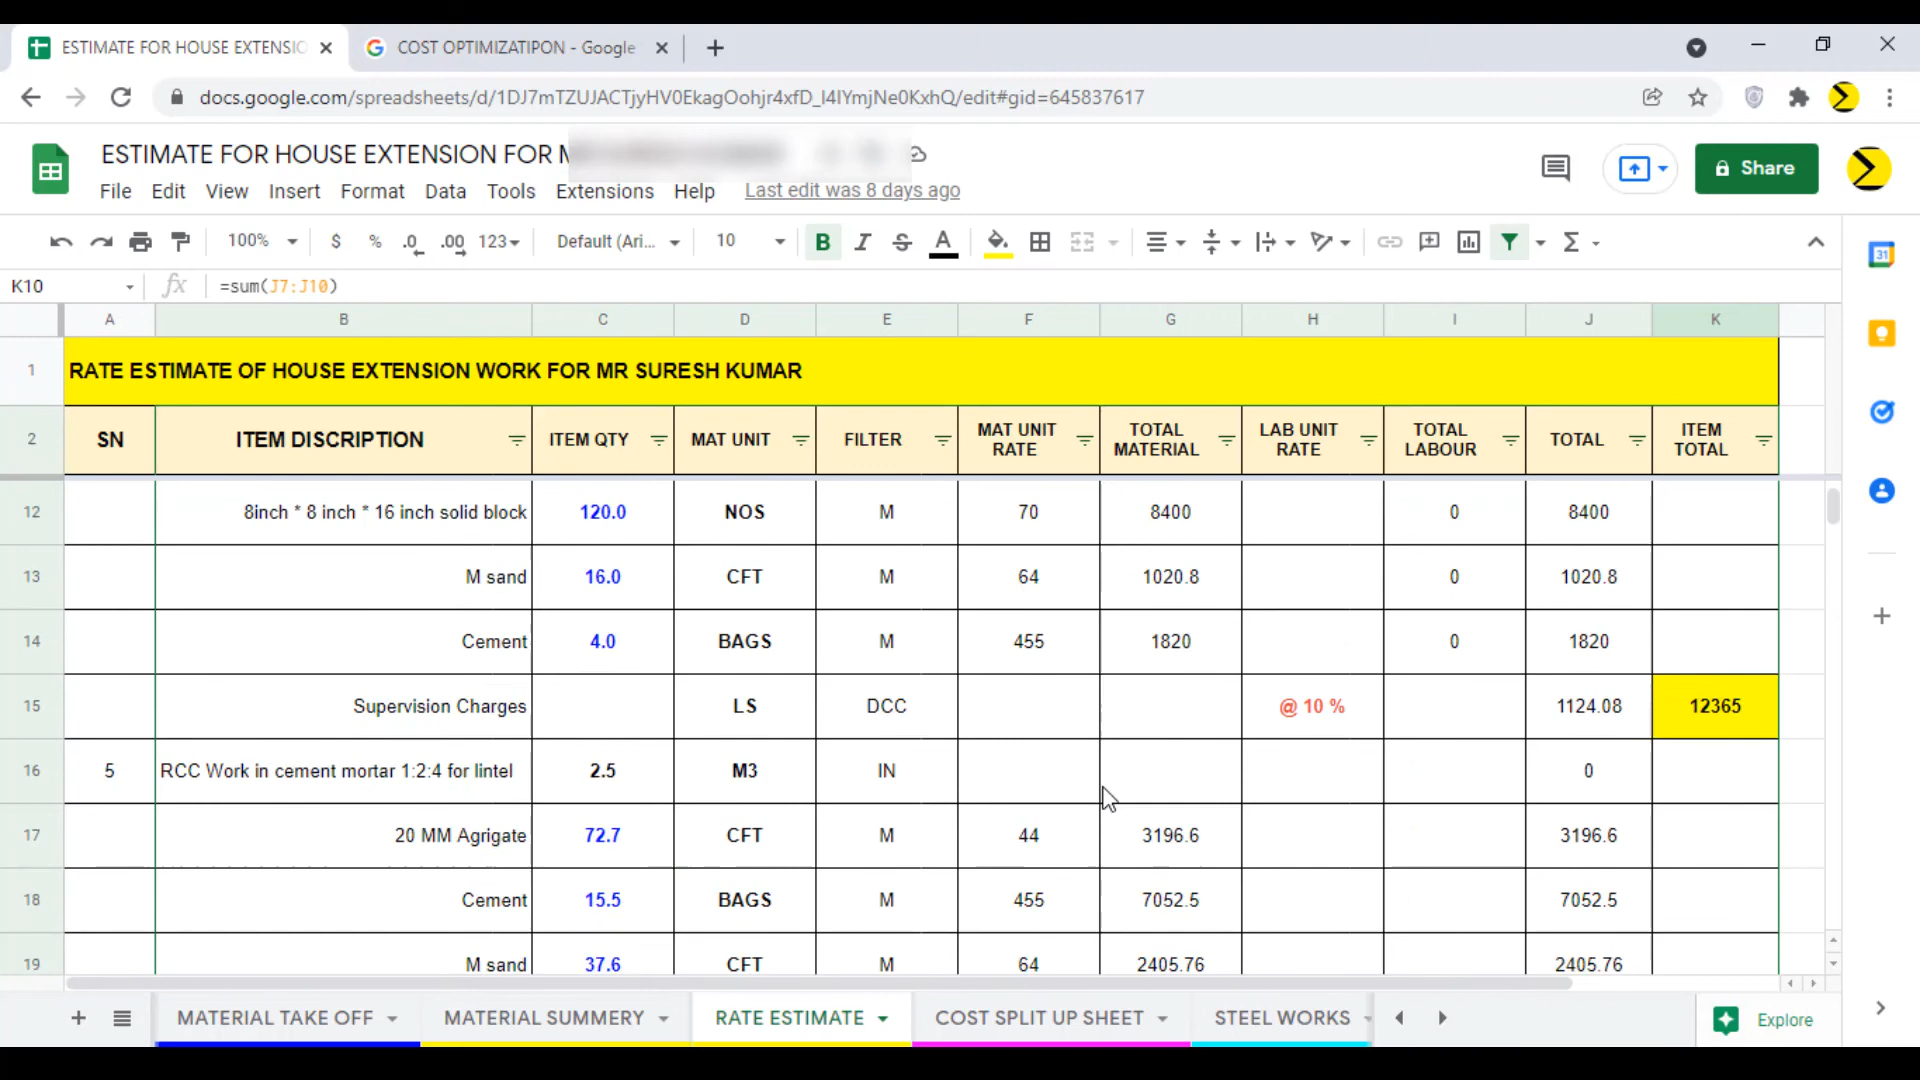 ESTIMATE FOR HOUSE EXTENSIO
COST OPTIMIZATIPON - Google
docs.google.com/spreadsheets/d/1DJ7mTZUJACTjyHV0EkagOohjr4xfD_I4IYmjNe0KxhQ/edit#gid=645837617
ESTIMATE FOR HOUSE EXTENSION FOR M
File Edit View Insert Format Data Tools Extensions Help Last edit was 8 days ago
Share
100% $ % .0 .00 123 Default (Ari... 10 B I S A Σ
K10 fx =sum(J7:J10)
A B C D E F G H I J K
1 RATE ESTIMATE OF HOUSE EXTENSION WORK FOR MR SURESH KUMAR
2 SN ITEM DISCRIPTION ITEM QTY MAT UNIT FILTER MAT UNIT RATE TOTAL MATERIAL LAB UNIT RATE TOTAL LABOUR TOTAL ITEM TOTAL
12 8inch * 8 inch * 16 inch solid block 120.0 NOS M 70 8400 0 8400
13 M sand 16.0 CFT M 64 1020.8 0 1020.8
14 Cement 4.0 BAGS M 455 1820 0 1820
15 Supervision Charges LS DCC @ 10 % 1124.08 12365
16 5 RCC Work in cement mortar 1:2:4 for lintel 2.5 M3 IN 0
17 20 MM Agrigate 72.7 CFT M 44 3196.6 3196.6
18 Cement 15.5 BAGS M 455 7052.5 7052.5
19 M sand 37.6 CFT M 64 2405.76 2405.76
MATERIAL TAKE OFF MATERIAL SUMMERY RATE ESTIMATE COST SPLIT UP SHEET STEEL WORKS Explore
31